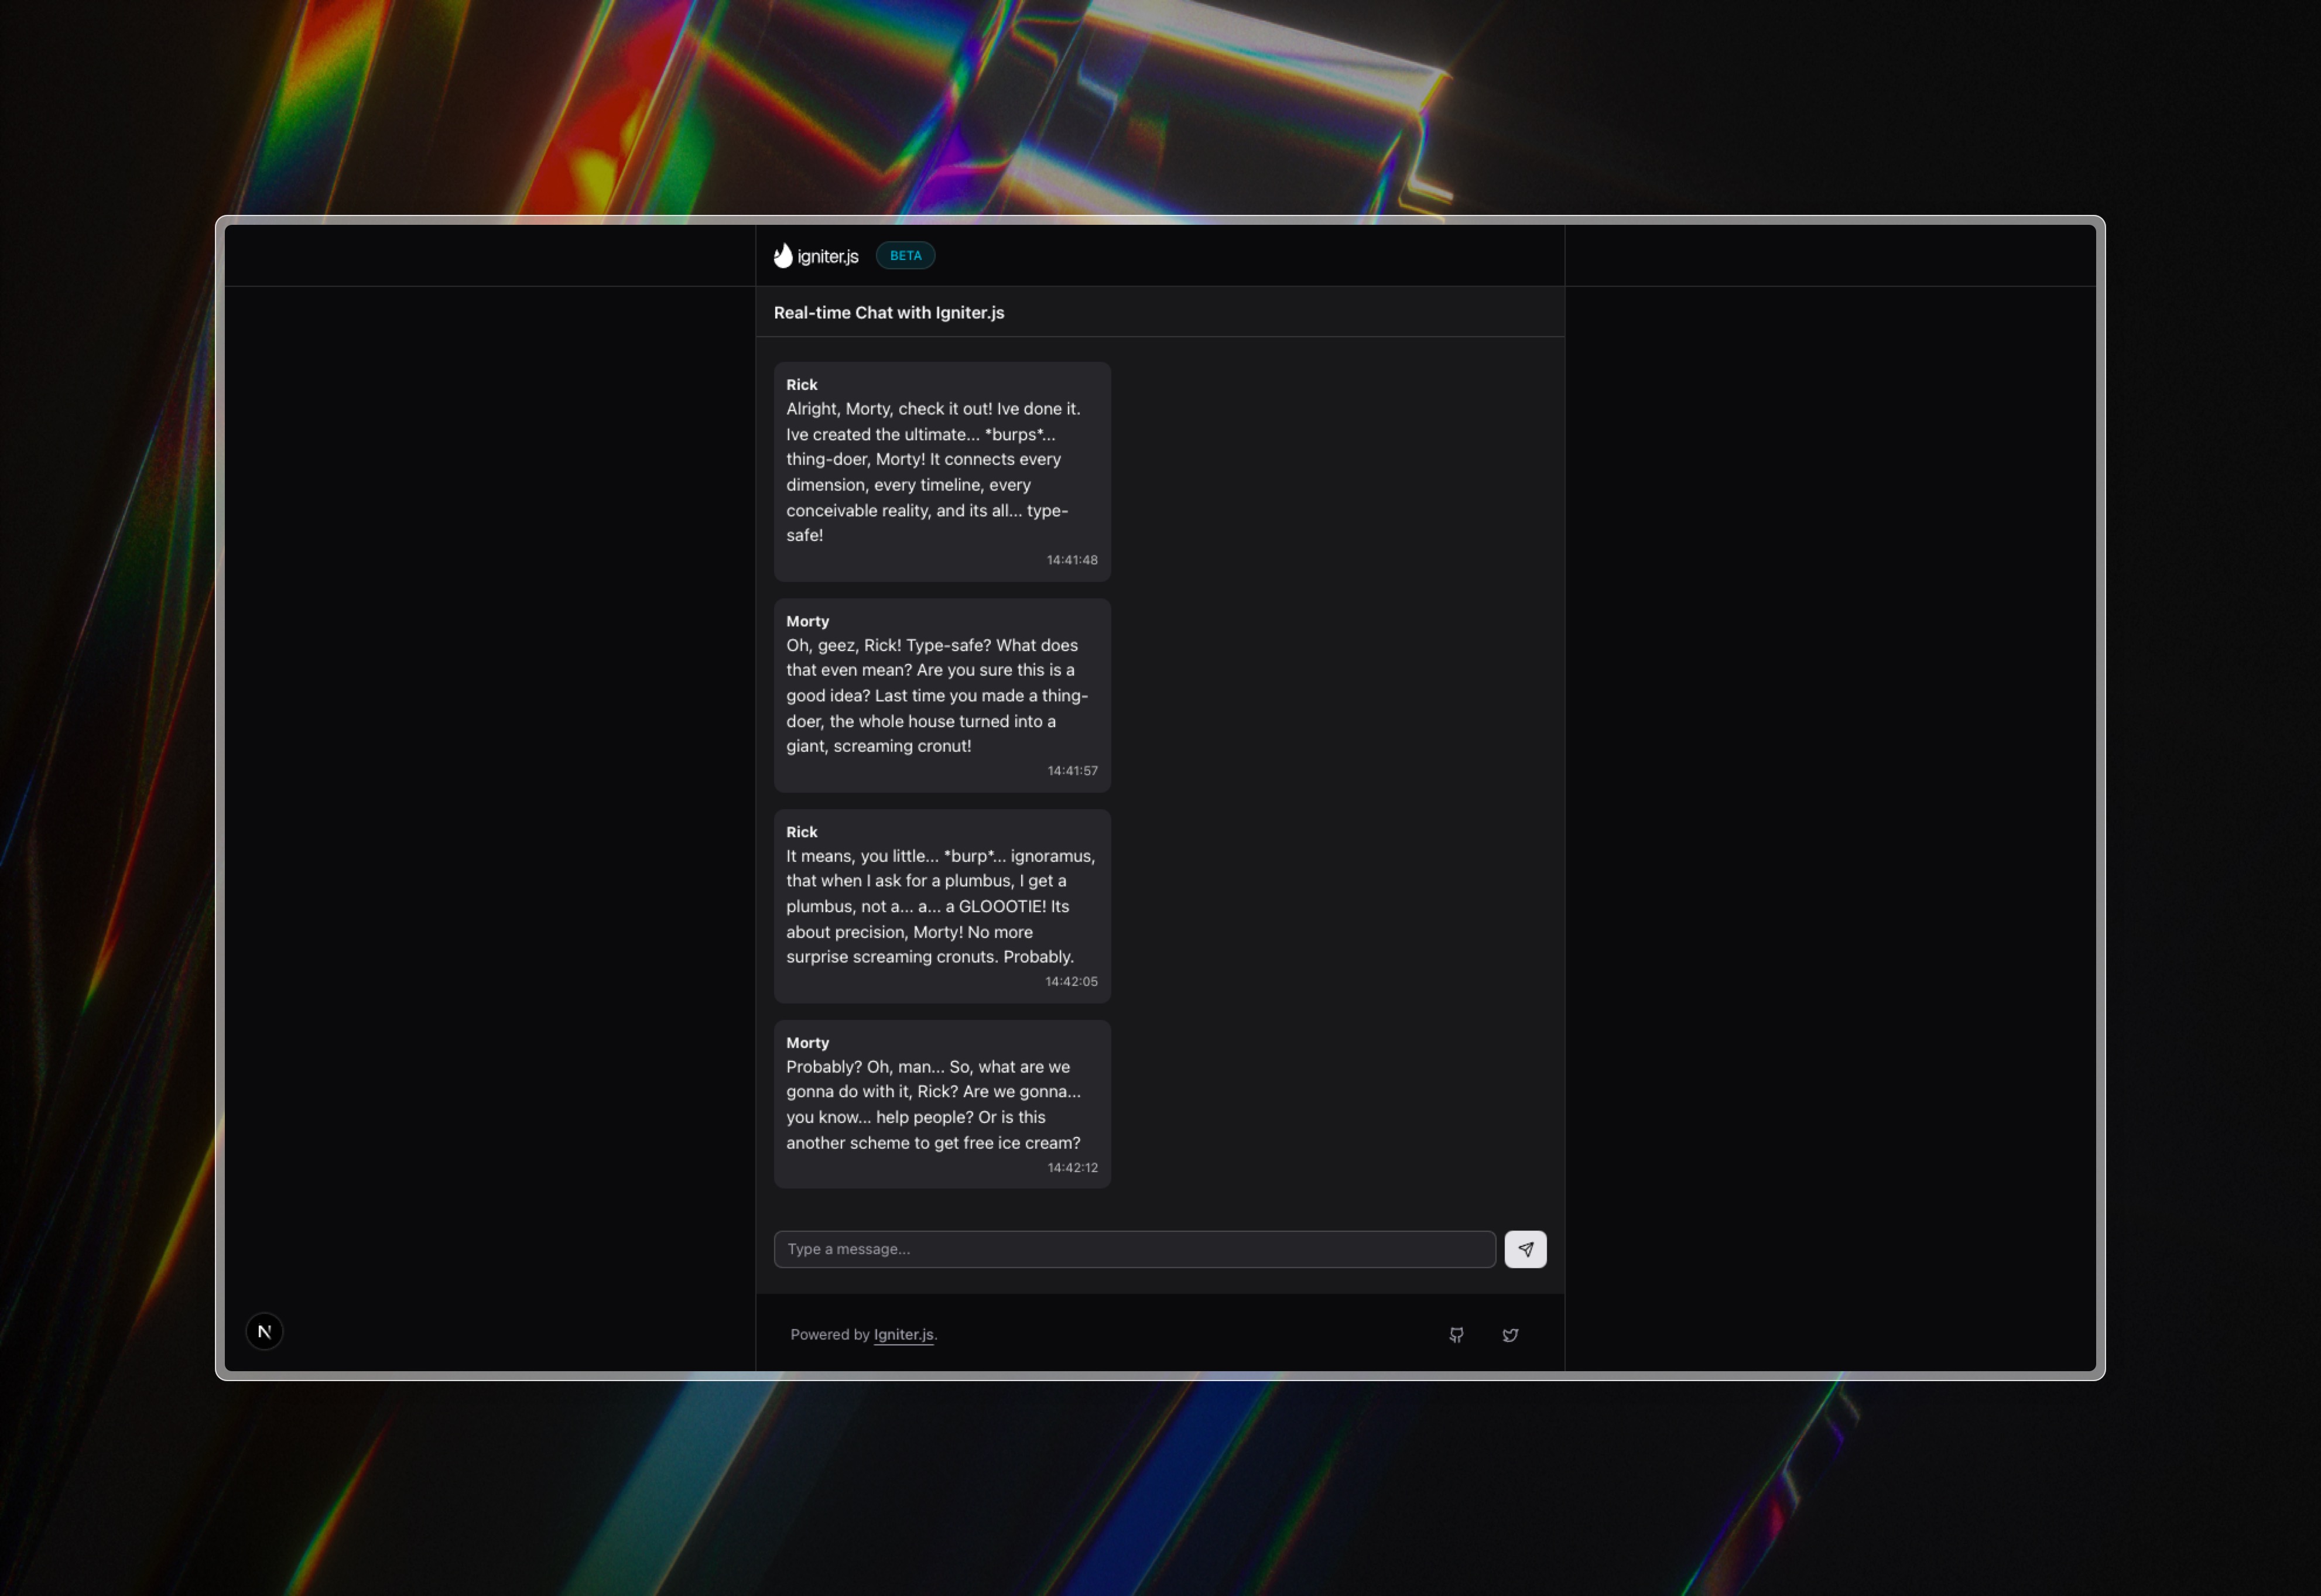 igniter.js BETA
Real-time Chat with Igniter.js
Rick
Alright, Morty, check it out! Ive done it.
Ive created the ultimate... *burps*...
thing-doer, Morty! It connects every
dimension, every timeline, every
conceivable reality, and its all... type-
safe!
14:41:48
Morty
Oh, geez, Rick! Type-safe? What does
that even mean? Are you sure this is a
good idea? Last time you made a thing-
doer, the whole house turned into a
giant, screaming cronut!
14:41:57
Rick
It means, you little... *burp*... ignoramus,
that when I ask for a plumbus, I get a
plumbus, not a... a... a GLOOOTIE! Its
about precision, Morty! No more
surprise screaming cronuts. Probably.
14:42:05
Morty
Probably? Oh, man... So, what are we
gonna do with it, Rick? Are we gonna...
you know... help people? Or is this
another scheme to get free ice cream?
14:42:12
Type a message...
N
Powered by Igniter.js.